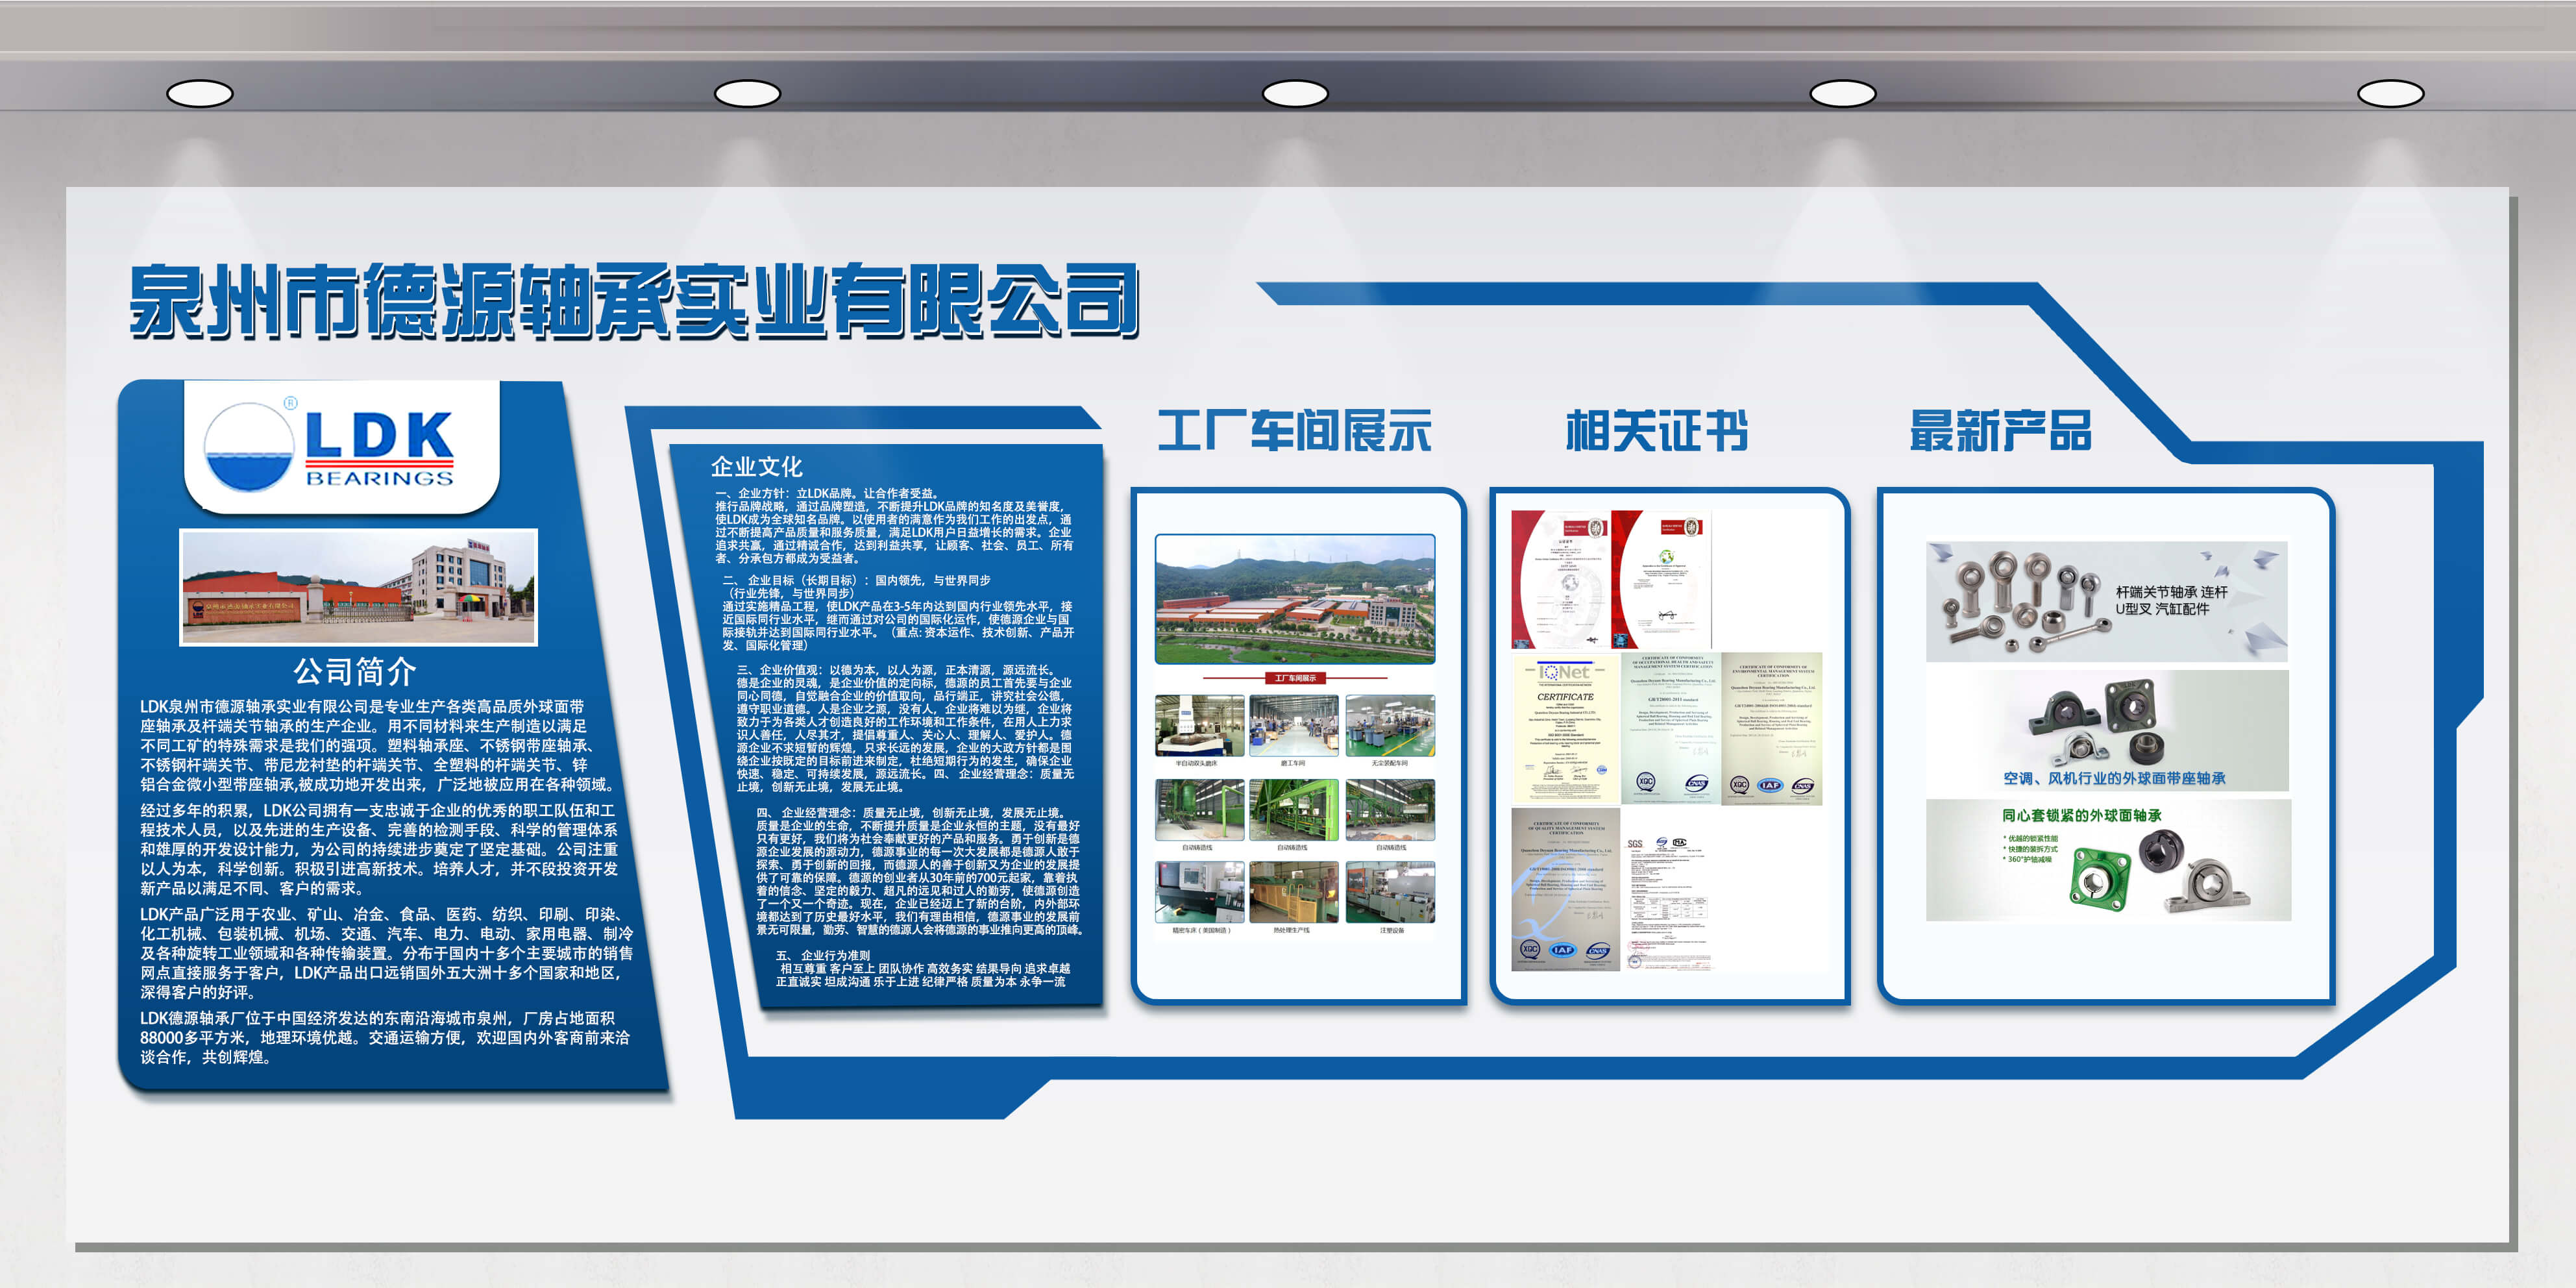 泉州市德源轴承实业有限公司
®
LDK
BEARINGS
公司简介
LDK泉州市德源轴承实业有限公司是专业生产各类高品质外球面带
座轴承及杆端关节轴承的生产企业。用不同材料来生产制造以满足
不同工矿的特殊需求是我们的强项。塑料轴承座、不锈钢带座轴承、
不锈钢杆端关节、带尼龙衬垫的杆端关节、全塑料的杆端关节、锌
铝合金微小型带座轴承,被成功地开发出来，广泛地被应用在各种领域。
经过多年的积累，LDK公司拥有一支忠诚于企业的优秀的职工队伍和工
程技术人员，以及先进的生产设备、完善的检测手段、科学的管理体系
和雄厚的开发设计能力，为公司的持续进步奠定了坚定基础。公司注重
以人为本，科学创新。积极引进高新技术。培养人才，并不段投资开发
新产品以满足不同、客户的需求。
LDK产品广泛用于农业、矿山、冶金、食品、医药、纺织、印刷、印染、
化工机械、包装机械、机场、交通、汽车、电力、电动、家用电器、制冷
及各种旋转工业领域和各种传输装置。分布于国内十多个主要城市的销售
网点直接服务于客户，LDK产品出口远销国外五大洲十多个国家和地区，
深得客户的好评。
LDK德源轴承厂位于中国经济发达的东南沿海城市泉州，厂房占地面积
88000多平方米，地理环境优越。交通运输方便，欢迎国内外客商前来洽
谈合作，共创辉煌。
企业文化
一、企业方针：立LDK品牌。让合作者受益。
推行品牌战略，通过品牌塑造，不断提升LDK品牌的知名度及美誉度，
使LDK成为全球知名品牌。以使用者的满意作为我们工作的出发点，通
过不断提高产品质量和服务质量，满足LDK用户日益增长的需求。企业
追求共赢，通过精诚合作，达到利益共享，让顾客、社会、员工、所有
者、分承包方都成为受益者。
二、 企业目标（长期目标）：国内领先，与世界同步
（行业先锋，与世界同步）
通过实施精品工程，使LDK产品在3-5年内达到国内行业领先水平，接
近国际同行业水平，继而通过对公司的国际化运作，使德源企业与国
际接轨并达到国际同行业水平。（重点: 资本运作、技术创新、产品开
发、国际化管理）
三、企业价值观：以德为本，以人为源，正本清源，源远流长。
德是企业的灵魂，是企业价值的定向标，德源的员工首先要与企业
同心同德，自觉融合企业的价值取向，品行端正，讲究社会公德，
遵守职业道德。人是企业之源，没有人，企业将难以为继，企业将
致力于为各类人才创造良好的工作环境和工作条件，在用人上力求
识人善任，人尽其才，提倡尊重人、关心人、理解人、爱护人。德
源企业不求短暂的辉煌，只求长远的发展，企业的大政方针都是围
绕企业按既定的目标前进来制定，杜绝短期行为的发生，确保企业
快速、稳定、可持续发展，源远流长。四、 企业经营理念：质量无
止境，创新无止境，发展无止境。
四、 企业经营理念：质量无止境，创新无止境，发展无止境。
质量是企业的生命，不断提升质量是企业永恒的主题，没有最好
只有更好，我们将为社会奉献更好的产品和服务。勇于创新是德
源企业发展的源动力，德源事业的每一次大发展都是德源人敢于
探索、勇于创新的回报，而德源人的善于创新又为企业的发展提
供了可靠的保障。德源的创业者从30年前的700元起家，靠着执
着的信念、坚定的毅力、超凡的远见和过人的勤劳，使德源创造
了一个又一个奇迹。现在，企业已经迈上了新的台阶，内外部环
境都达到了历史最好水平，我们有理由相信，德源事业的发展前
景无可限量，勤劳、智慧的德源人会将德源的事业推向更高的顶峰。
五、 企业行为准则
相互尊重 客户至上 团队协作 高效务实 结果导向 追求卓越
正直诚实 坦成沟通 乐于上进 纪律严格 质量为本 永争一流
工厂车间展示
工厂车间展示
半自动双头磨床
磨工车间
无尘装配车间
自动铸造线
自动铸造线
自动铸造线
精密车床（美国制造）
热处理生产线
注塑设备
相关证书
IQNet
CERTIFICATE
XQC
CNAS
XQC
IAF
CNAS
XQC
IAF
CNAS
SGS
最新产品
杆端关节轴承 连杆
U型叉 汽缸配件
空调、风机行业的外球面带座轴承
同心套锁紧的外球面轴承
* 优越的锁紧性能
* 快捷的装拆方式
* 360°护轴减噪